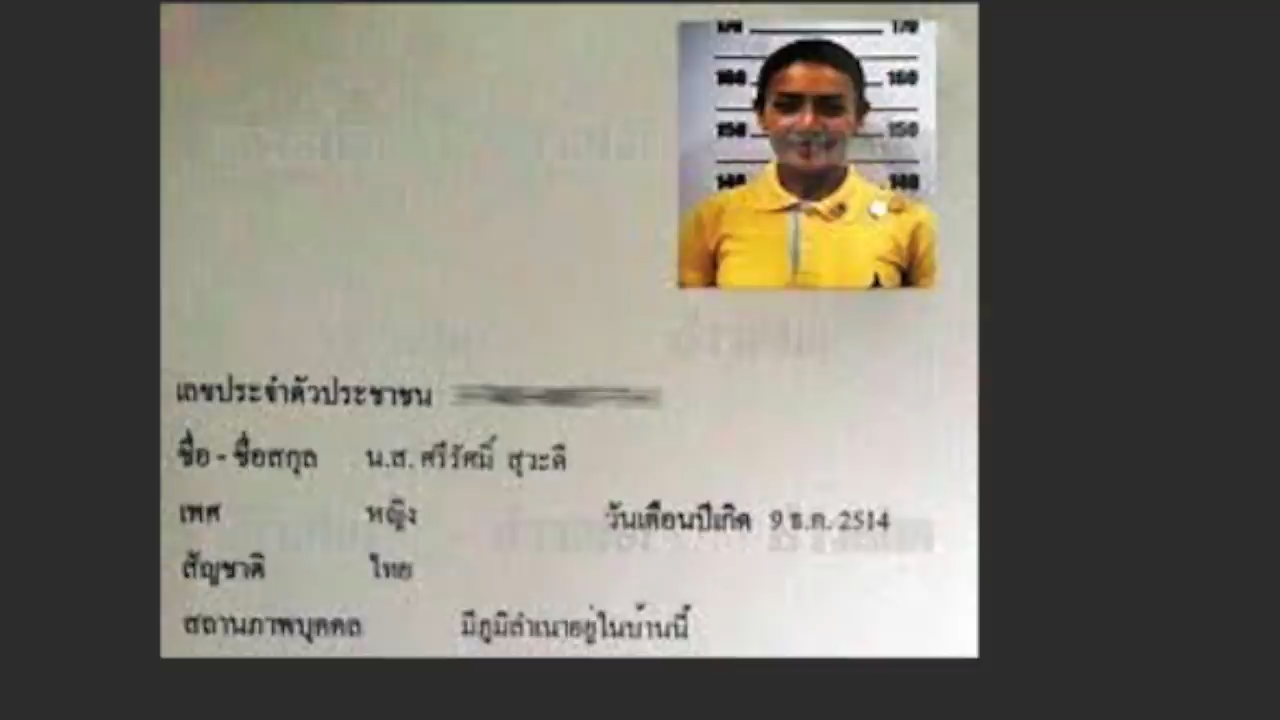 170 170
160 160
150 150
140 140
เลขประจำตัวประชาชน
ชื่อ - ชื่อสกุล น.ส. ศรีรัศมิ์ สุวะดี
เพศ หญิง วันเดือนปีเกิด 9 ธ.ค. 2514
สัญชาติ ไทย
สถานภาพบุคคล มีภูมิลำเนาอยู่ในบ้านนี้